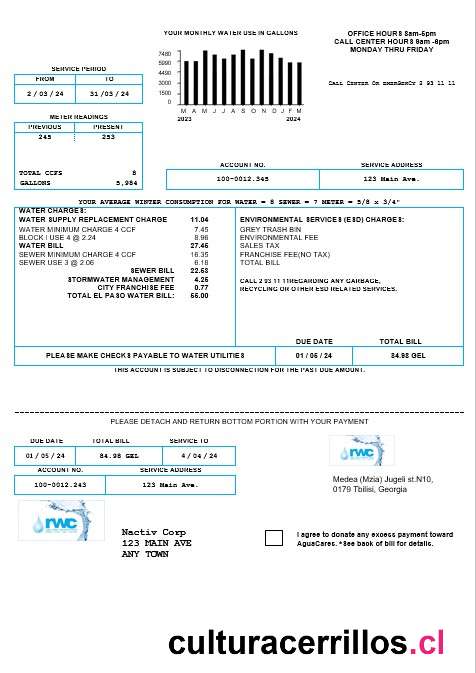 YOUR MONTHLY WATER USE IN GALLONS
OFFICE HOURS 8am-5pm
CALL CENTER HOURS 8am -6pm
MONDAY THRU FRIDAY
7480
5990
4490
3000
1500
0
M A M J J A S O N D J F M
2023 2024
CALL CENTER OR EMERGENCY 2 93 11 11
SERVICE PERIOD
FROM TO
2 / 03 / 24 31 /03 / 24
METER READINGS
PREVIOUS PRESENT
245 253
TOTAL CCFS 8
GALLONS 5,984
ACCOUNT NO. SERVICE ADDRESS
100-0012.345 123 Main Ave.
YOUR AVERAGE WINTER CONSUMPTION FOR WATER = 8 SEWER = 7 METER = 5/8 x 3/4"
WATER CHARGES:
WATER SUPPLY REPLACEMENT CHARGE 11.04
WATER MINIMUM CHARGE 4 CCF 7.45
BLOCK I USE 4 @ 2.24 8.96
WATER BILL 27.45
SEWER MINIMUM CHARGE 4 CCF 16.35
SEWER USE 3 @ 2.06 6.18
SEWER BILL 22.53
STORMWATER MANAGEMENT 4.25
CITY FRANCHISE FEE 0.77
TOTAL EL PASO WATER BILL: 55.00
ENVIRONMENTAL SERVICES (ESD) CHARGES:
GREY TRASH BIN
ENVIRONMENTAL FEE
SALES TAX
FRANCHISE FEE(NO TAX)
TOTAL BILL
CALL 2 93 11 11REGARDING ANY GARBAGE,
RECYCLING OR OTHER ESD RELATED SERVICES.
DUE DATE TOTAL BILL
PLEASE MAKE CHECKS PAYABLE TO WATER UTILITIES 01 / 05 / 24 84.98 GEL
THIS ACCOUNT IS SUBJECT TO DISCONNECTION FOR THE PAST DUE AMOUNT.
PLEASE DETACH AND RETURN BOTTOM PORTION WITH YOUR PAYMENT
DUE DATE TOTAL BILL SERVICE TO
01 / 05 / 24 84.98 GEL 4 / 04 / 24
ACCOUNT NO. SERVICE ADDRESS
100-0012.243 123 Main Ave.
rwc
Medea (Mzia) Jugeli st.N10,
0179 Tbilisi, Georgia
rwc
Nactiv Corp
123 MAIN AVE
ANY TOWN
I agree to donate any excess payment toward
AguaCares. *See back of bill for details.
culturacerrillos.cl